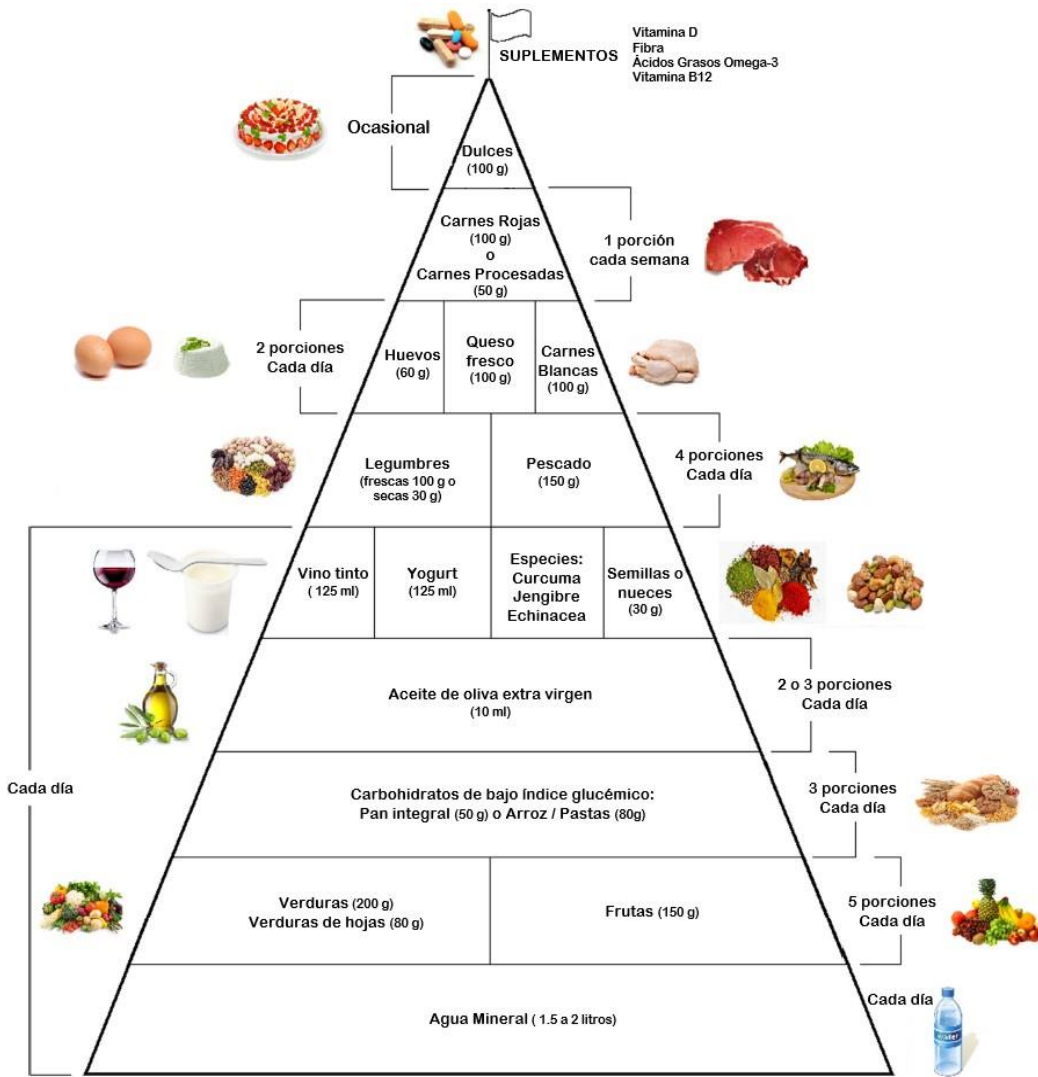 SUPLEMENTOS
Vitamina D
Fibra
Ácidos Grasos Omega-3
Vitamina B12
Ocasional
Dulces
(100 g)
Carnes Rojas
(100 g)
o
Carnes Procesadas
(50 g)
1 porción
cada semana
2 porciones
Cada día
Huevos
(60 g)
Queso
fresco
(100 g)
Carnes
Blancas
(100 g)
Legumbres
(frescas 100 g o
secas 30 g)
Pescado
(150 g)
4 porciones
Cada día
Vino tinto
( 125 ml)
Yogurt
(125 ml)
Especies:
Curcuma
Jengibre
Echinacea
Semillas o
nueces
(30 g)
Aceite de oliva extra virgen
(10 ml)
2 o 3 porciones
Cada día
Cada día
Carbohidratos de bajo índice glucémico:
Pan integral (50 g) o Arroz / Pastas (80g)
3 porciones
Cada día
Verduras (200 g)
Verduras de hojas (80 g)
Frutas (150 g)
5 porciones
Cada día
Agua Mineral ( 1.5 a 2 litros)
Cada día
water